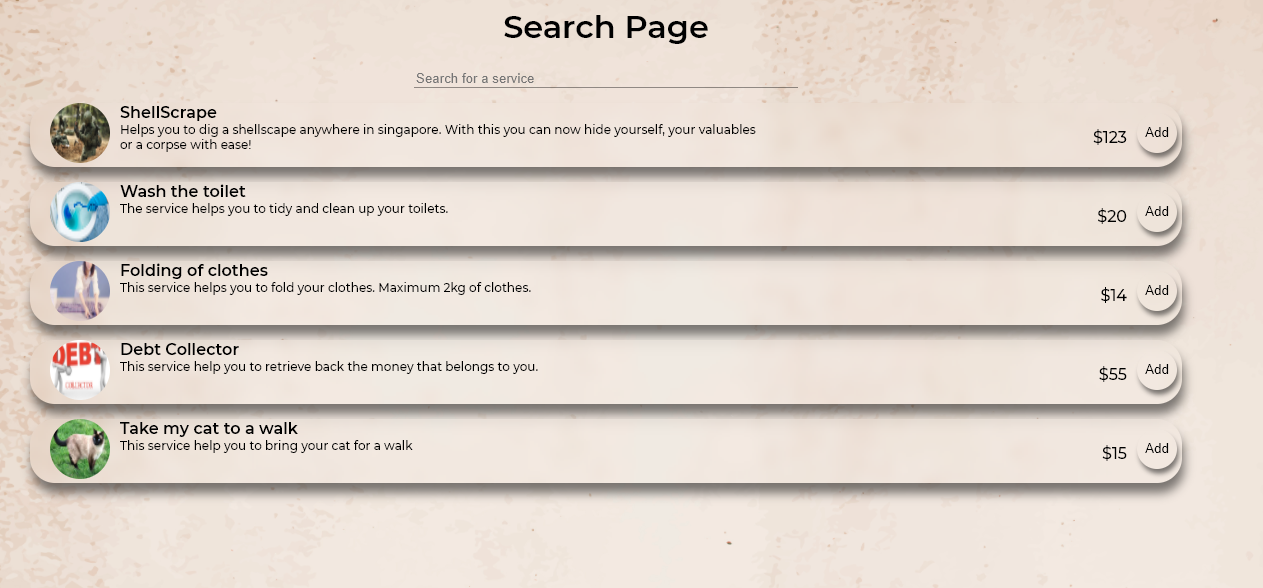 Search Page
Search for a service
ShellScrape
Helps you to dig a shellscape anywhere in singapore. With this you can now hide yourself, your valuables
or a corpse with ease!
$123
Add
Wash the toilet
The service helps you to tidy and clean up your toilets.
$20
Add
Folding of clothes
This service helps you to fold your clothes. Maximum 2kg of clothes.
$14
Add
DEBT
COLLECTOR
Debt Collector
This service help you to retrieve back the money that belongs to you.
$55
Add
Take my cat to a walk
This service help you to bring your cat for a walk
$15
Add